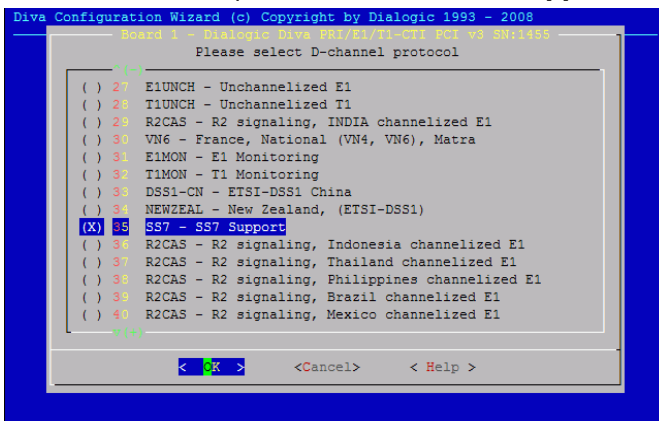 Diva Configuration Wizard (c) Copyright by Dialogic 1993 - 2008
Board 1 - Dialogic Diva PRI/E1/T1-CTI PCI v3 SN:1455
Please select D-channel protocol
( ) 27 E1UNCH - Unchannelized E1
( ) 28 T1UNCH - Unchannelized T1
( ) 29 R2CAS - R2 signaling, INDIA channelized E1
( ) 30 VN6 - France, National (VN4, VN6), Matra
( ) 31 E1MON - E1 Monitoring
( ) 32 T1MON - T1 Monitoring
( ) 33 DSS1-CN - ETSI-DSS1 China
( ) 34 NEWZEAL - New Zealand, (ETSI-DSS1)
(X) 35 SS7 - SS7 Support
( ) 36 R2CAS - R2 signaling, Indonesia channelized E1
( ) 37 R2CAS - R2 signaling, Thailand channelized E1
( ) 38 R2CAS - R2 signaling, Philippines channelized E1
( ) 39 R2CAS - R2 signaling, Brazil channelized E1
( ) 40 R2CAS - R2 signaling, Mexico channelized E1
< OK > <Cancel> < Help >